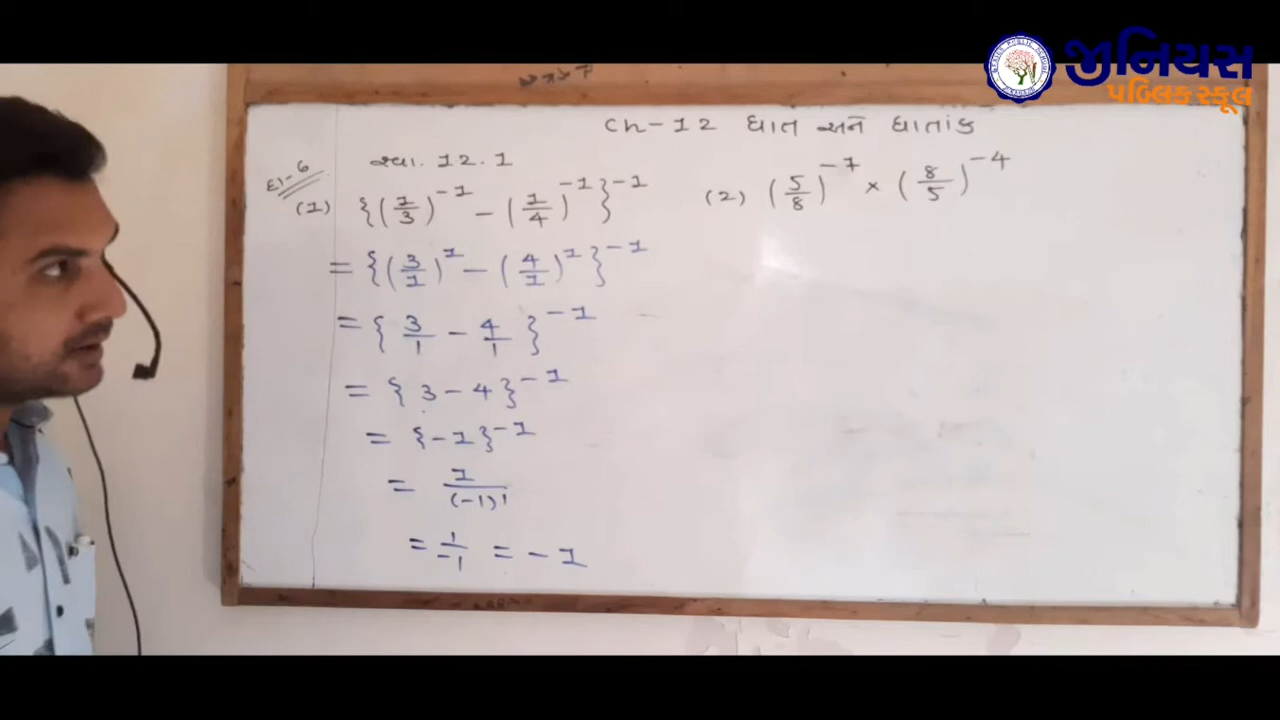 જીનિયસ
પબ્લિક સ્કૂલ
Ch-12 ઘાત અને ઘાતાંક
સ્વા. 12.1
દા-6
(1) {(1/3)^-1 - (1/4)^-1}^-1
= {(3/1)^1 - (4/1)^1}^-1
= {3/1 - 4/1}^-1
= {3-4}^-1
= {-1}^-1
= 1/(-1)^1
= 1/-1 = -1
(2) (5/8)^-7 × (8/5)^-4